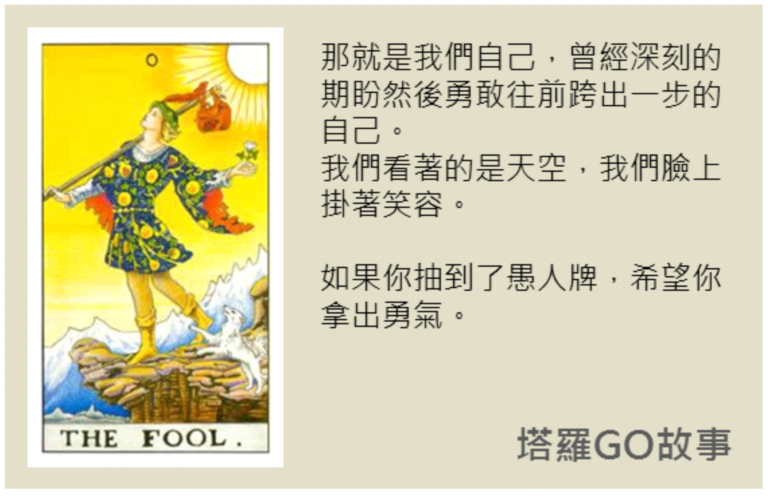 0
THE FOOL.
那就是我們自己，曾經深刻的
期盼然後勇敢往前跨出一步的
自己。
我們看著的是天空，我們臉上
掛著笑容。
如果你抽到了愚人牌，希望你
拿出勇氣。
塔羅GO故事